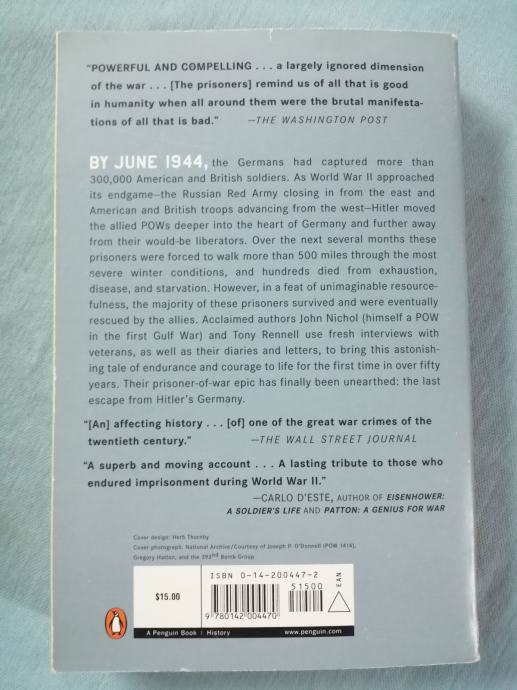 “POWERFUL AND COMPELLING . . . a largely ignored dimension
of the war . . . [The prisoners] remind us of all that is good
in humanity when all around them were the brutal manifesta-
tions of all that is bad.” —THE WASHINGTON POST
BY JUNE 1944, the Germans had captured more than
300,000 American and British soldiers. As World War II approached
its endgame—the Russian Red Army closing in from the east and
American and British troops advancing from the west—Hitler moved
the allied POWs deeper into the heart of Germany and further away
from their would-be liberators. Over the next several months these
prisoners were forced to walk more than 500 miles through the most
severe winter conditions, and hundreds died from exhaustion,
disease, and starvation. However, in a feat of unimaginable resource-
fulness, the majority of these prisoners survived and were eventually
rescued by the allies. Acclaimed authors John Nichol (himself a POW
in the first Gulf War) and Tony Rennell use fresh interviews with
veterans, as well as their diaries and letters, to bring this astonish-
ing tale of endurance and courage to life for the first time in over fifty
years. Their prisoner-of-war epic has finally been unearthed: the last
escape from Hitler’s Germany.
“[An] affecting history . . . [of] one of the great war crimes of the
twentieth century.” —THE WALL STREET JOURNAL
“A superb and moving account . . . A lasting tribute to those who
endured imprisonment during World War II.”
—CARLO D’ESTE, AUTHOR OF EISENHOWER:
A SOLDIER’S LIFE AND PATTON: A GENIUS FOR WAR
Cover design: Herb Thornby
Cover photograph: National Archive/Courtesy of Joseph P. O’Donnell (POW 1414),
Gregory Hatton, and the 392nd Bomb Group
ISBN 0-14-200447-2
51500
EAN
$15.00
9 780142 004470
A Penguin Book | History www.penguin.com